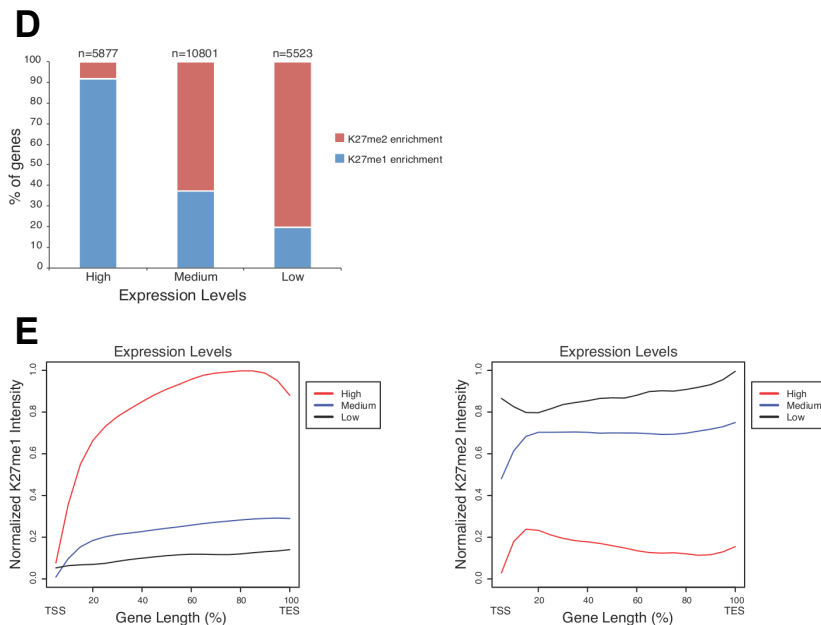 D
n=5877 n=10801 n=5523
100
90
80
70
60
50
40
30
20
10
0
% of genes
High Medium Low
Expression Levels
K27me2 enrichment
K27me1 enrichment
E
Expression Levels
1.0
0.8
0.6
0.4
0.2
0.0
Normalized K27me1 Intensity
20 40 60 80 100
TSS TES
Gene Length (%)
High
Medium
Low
Expression Levels
1.0
0.8
0.6
0.4
0.2
0.0
Normalized K27me2 Intensity
20 40 60 80 100
TSS TES
Gene Length (%)
High
Medium
Low